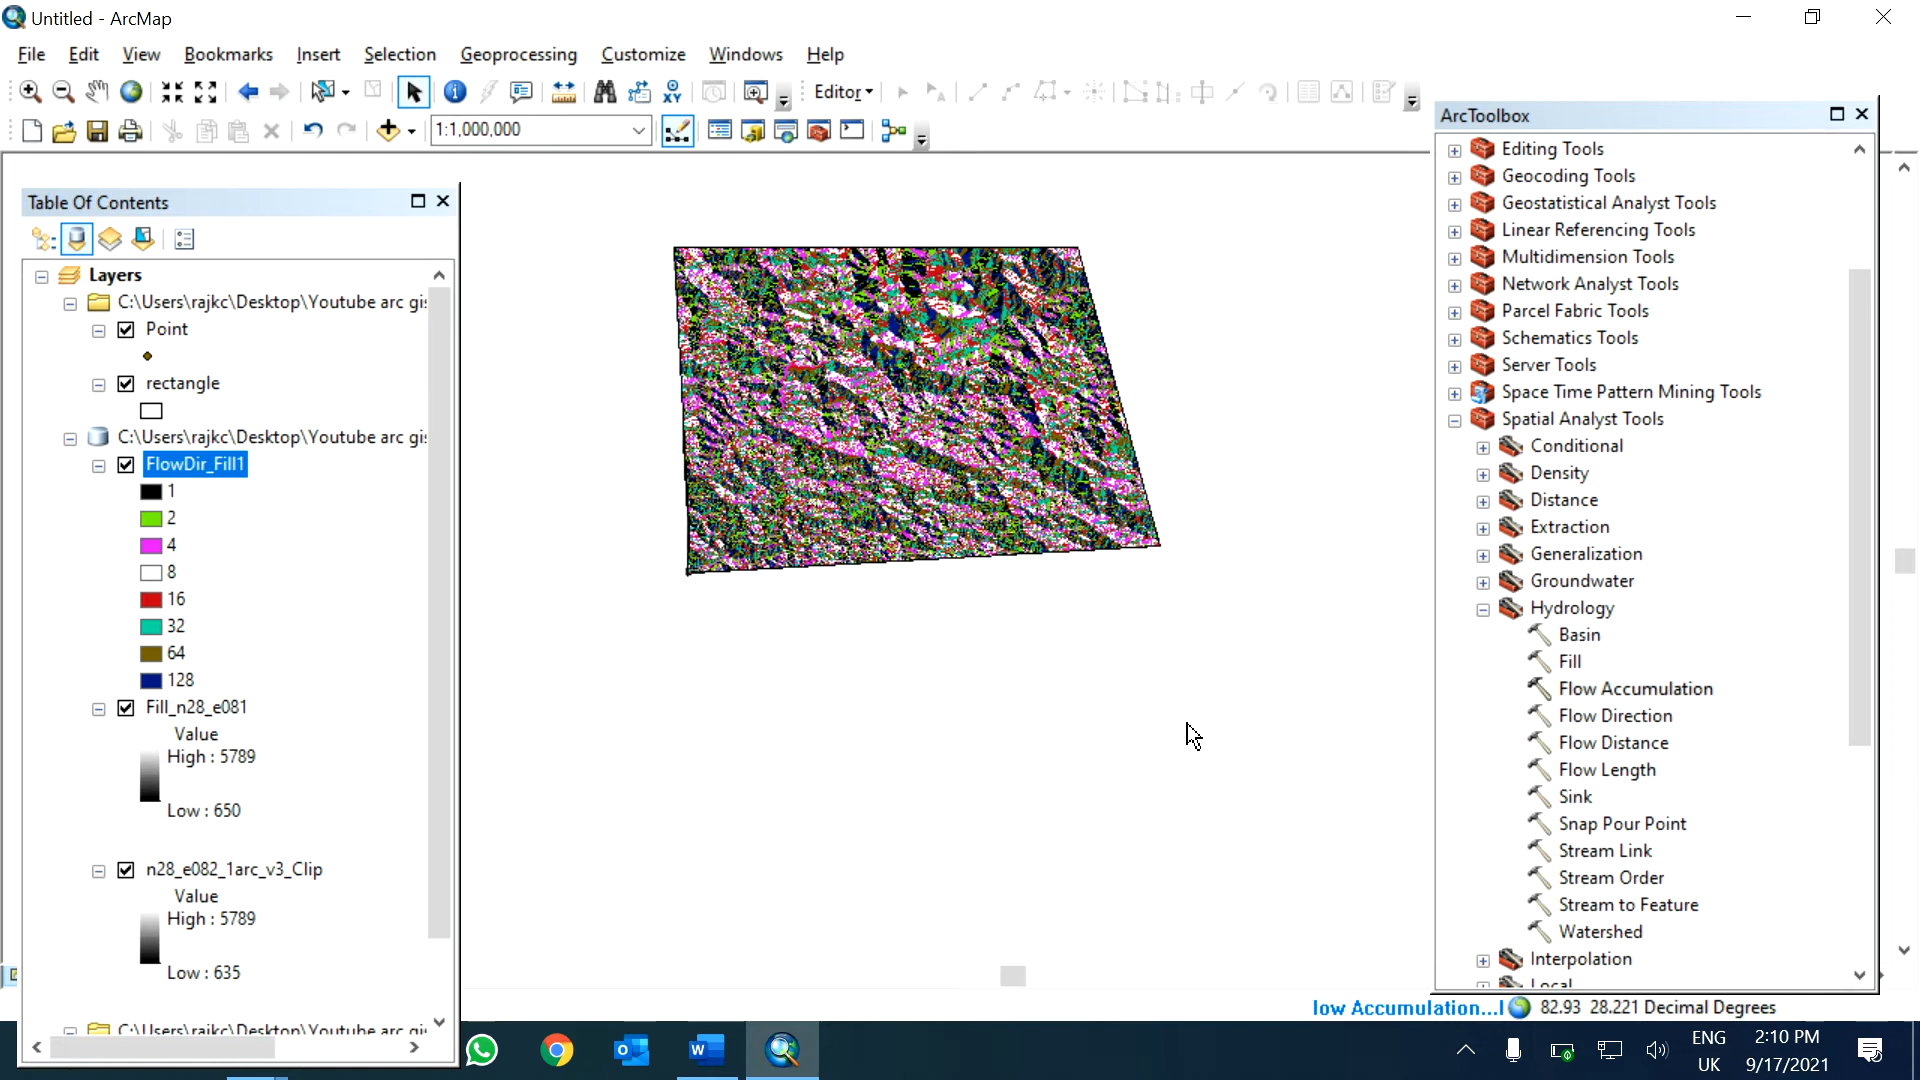 Untitled - ArcMap
File Edit View Bookmarks Insert Selection Geoprocessing Customize Windows Help
Editor
1:1,000,000
Table Of Contents
Layers
C:\Users\rajkc\Desktop\Youtube arc gi
Point
rectangle
C:\Users\rajkc\Desktop\Youtube arc gi
FlowDir_Fill1
1
2
4
8
16
32
64
128
Fill_n28_e081
Value
High : 5789
Low : 650
n28_e082_1arc_v3_Clip
Value
High : 5789
Low : 635
C:\Users\rajkc\Desktop\Youtube arc gi
ArcToolbox
Editing Tools
Geocoding Tools
Geostatistical Analyst Tools
Linear Referencing Tools
Multidimension Tools
Network Analyst Tools
Parcel Fabric Tools
Schematics Tools
Server Tools
Space Time Pattern Mining Tools
Spatial Analyst Tools
Conditional
Density
Distance
Extraction
Generalization
Groundwater
Hydrology
Basin
Fill
Flow Accumulation
Flow Direction
Flow Distance
Flow Length
Sink
Snap Pour Point
Stream Link
Stream Order
Stream to Feature
Watershed
Interpolation
Local
low Accumulation...
82.93 28.221 Decimal Degrees
ENG
UK
2:10 PM
9/17/2021